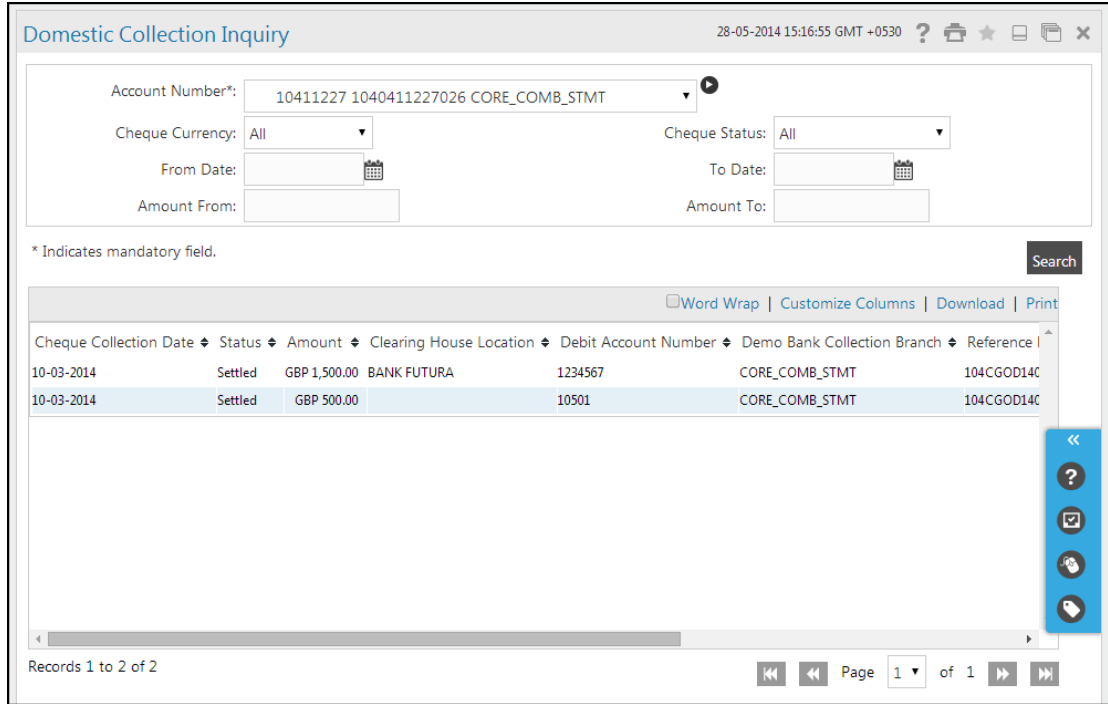 Domestic Collection Inquiry 28-05-2014 15:16:55 GMT +0530
Account Number*: 10411227 1040411227026 CORE_COMB_STMT
Cheque Currency: All Cheque Status: All
From Date: To Date:
Amount From: Amount To:
* Indicates mandatory field.
Search
Word Wrap | Customize Columns | Download | Print
Cheque Collection Date Status Amount Clearing House Location Debit Account Number Demo Bank Collection Branch Reference
10-03-2014 Settled GBP 1,500.00 BANK FUTURA 1234567 CORE_COMB_STMT 104CGOD140
10-03-2014 Settled GBP 500.00 10501 CORE_COMB_STMT 104CGOD140
Records 1 to 2 of 2 Page 1 of 1